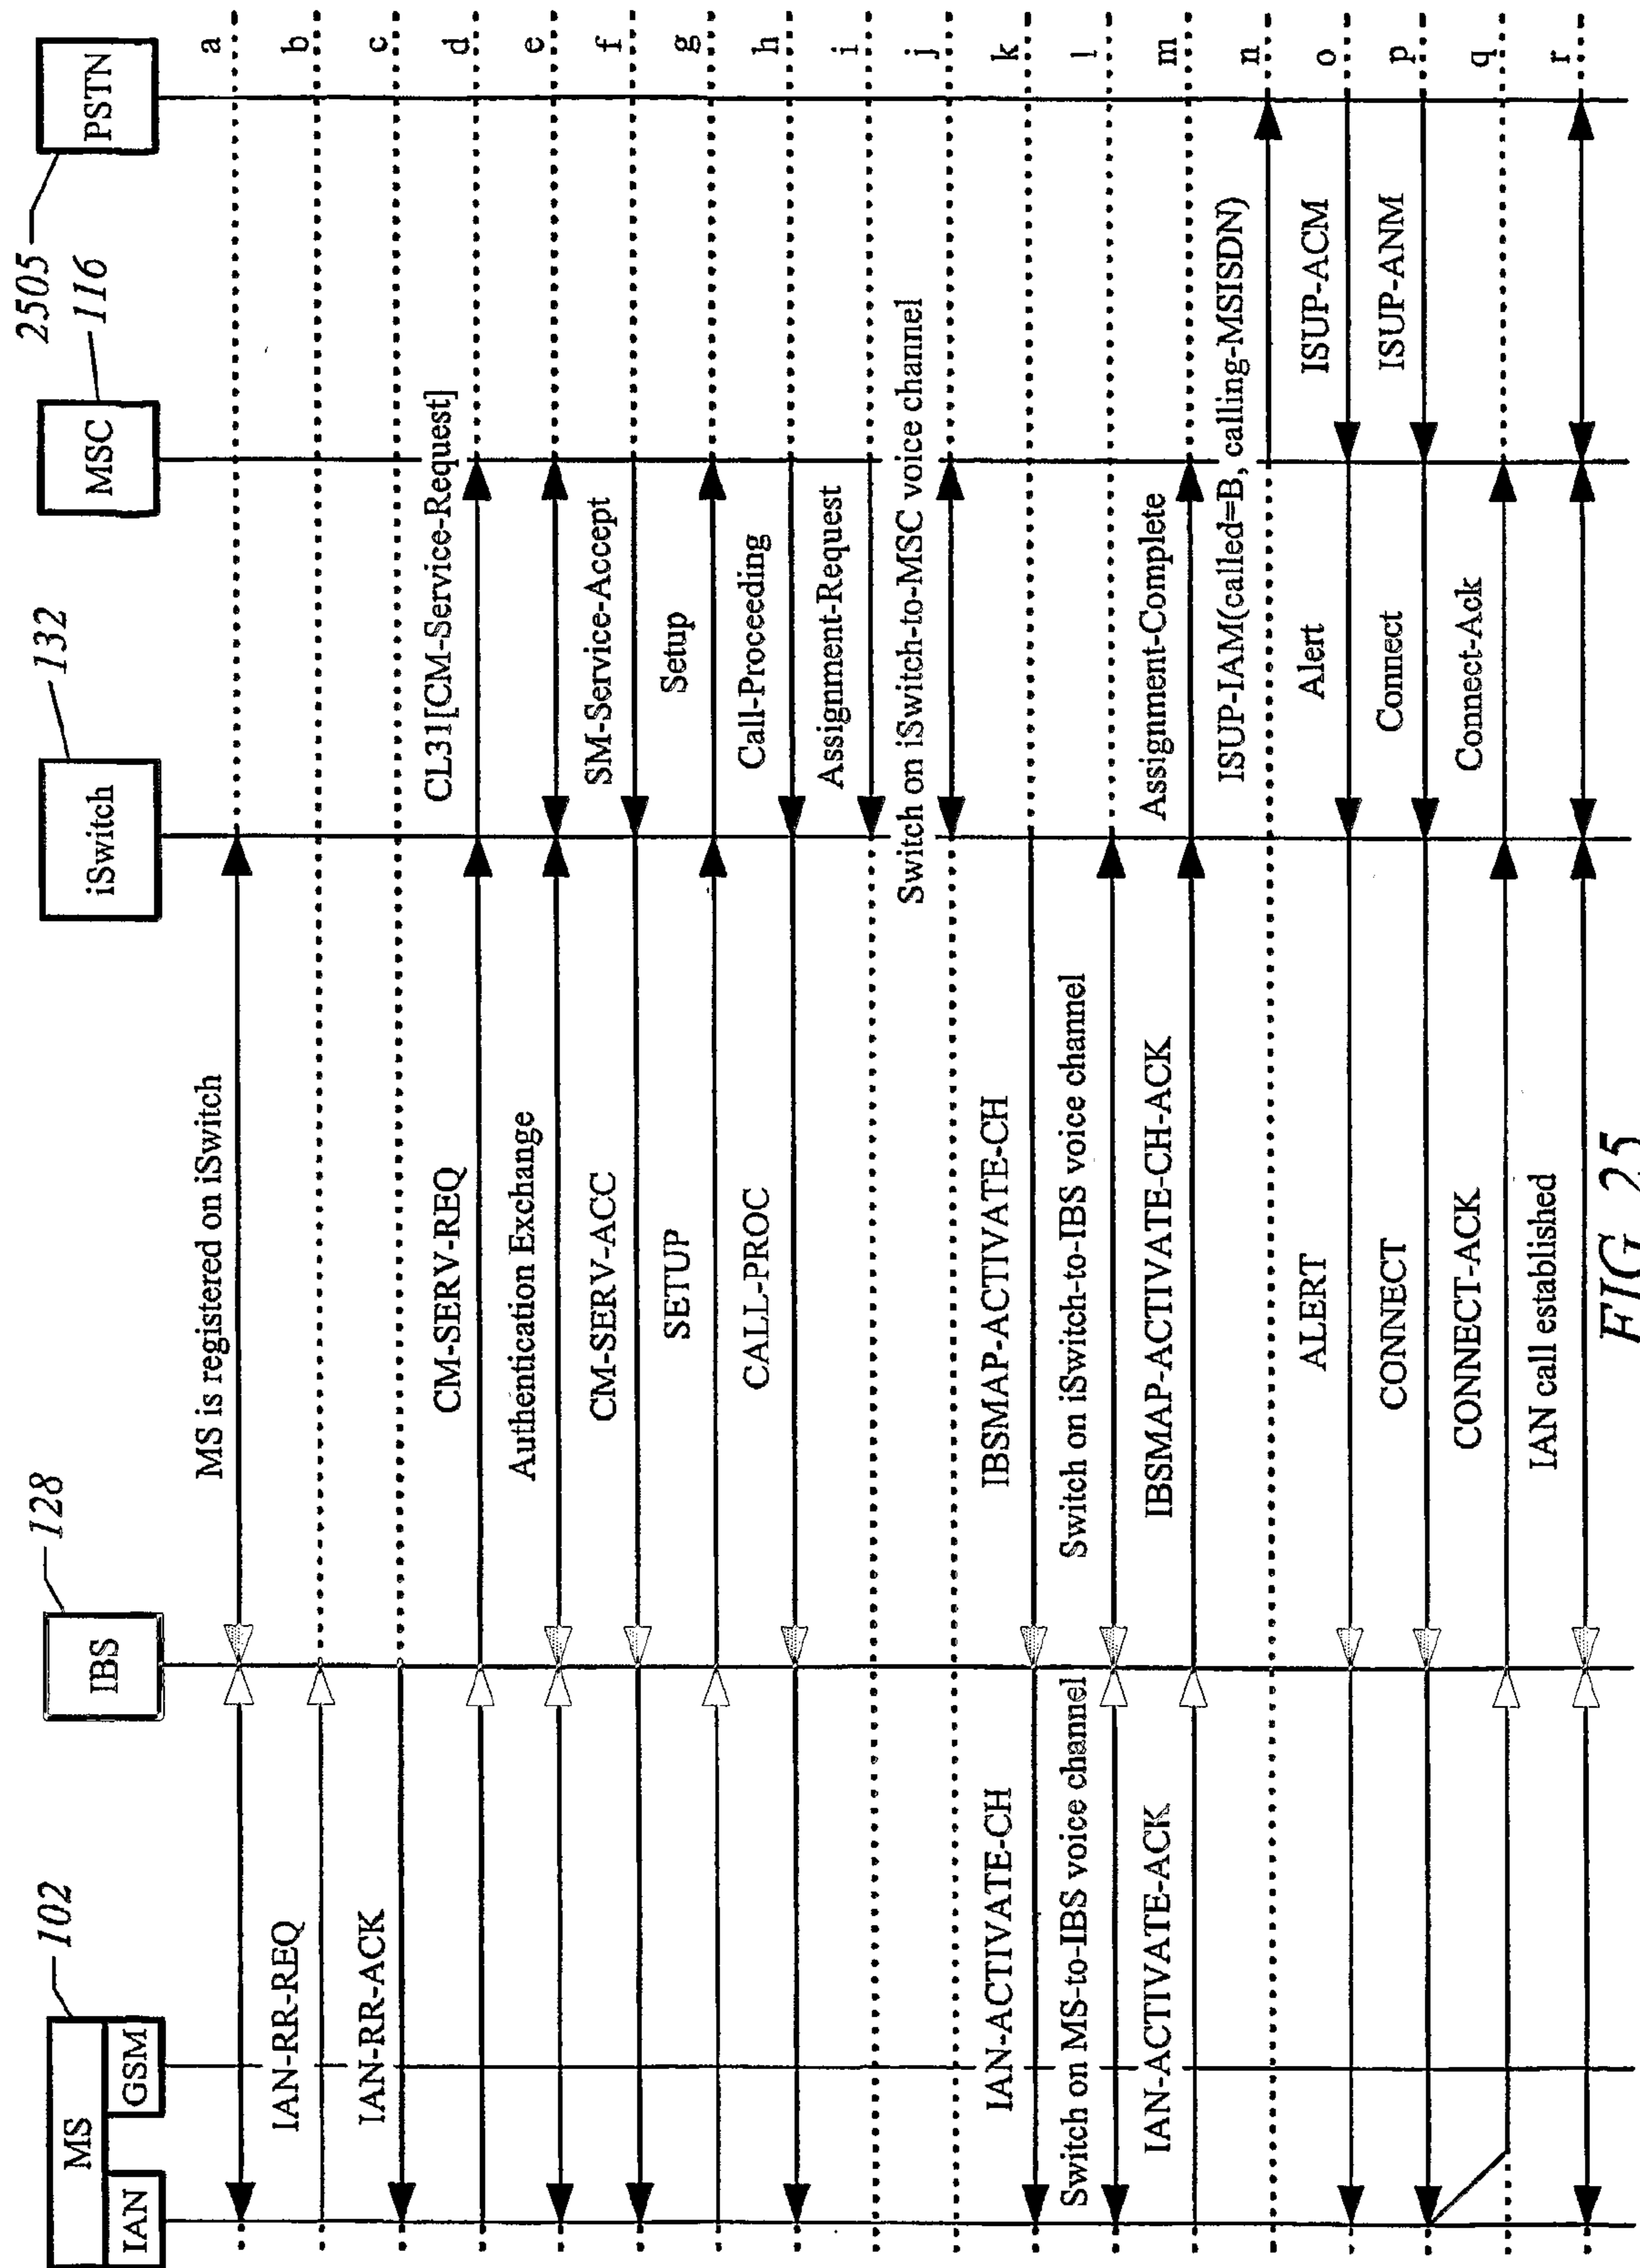 2505
102
128
132
116
MS
IAN
GSM
IBS
iSwitch
MSC
PSTN
MS is registered on iSwitch
a
IAN-RR-REQ
b
IAN-RR-ACK
c
CM-SERV-REQ
CL31[CM-Service-Request]
d
Authentication Exchange
e
CM-SERV-ACC
SM-Service-Accept
f
SETUP
Setup
g
CALL-PROC
Call-Proceeding
h
Assignment-Request
i
Switch on iSwitch-to-MSC voice channel
j
IAN-ACTIVATE-CH
IBSMAP-ACTIVATE-CH
k
Switch on MS-to-IBS voice channel
Switch on iSwitch-to-IBS voice channel
l
IAN-ACTIVATE-ACK
IBSMAP-ACTIVATE-CH-ACK
Assignment-Complete
m
ISUP-IAM(called=B, calling-MSISDN)
n
ALERT
Alert
ISUP-ACM
o
CONNECT
Connect
ISUP-ANM
p
CONNECT-ACK
Connect-Ack
q
IAN call established
r
FIG 25